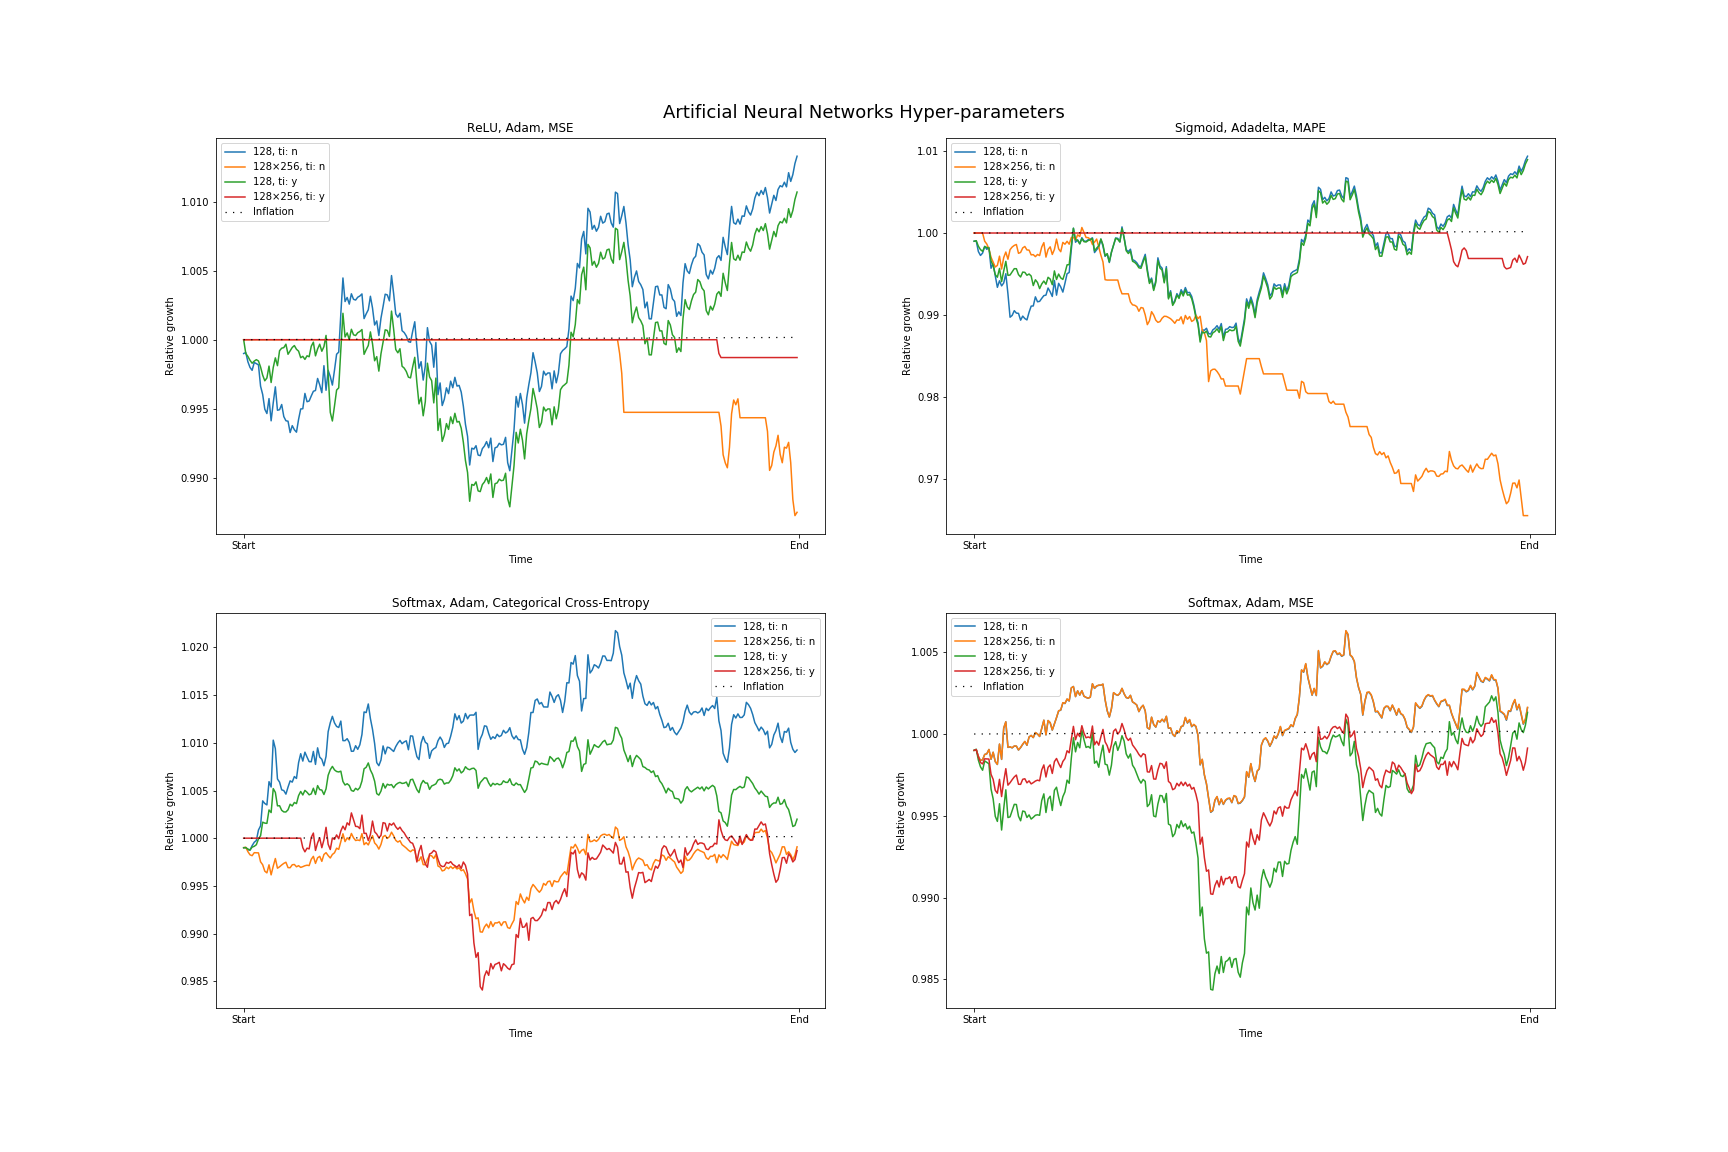 Artificial Neural Networks Hyper-parameters
ReLU, Adam, MSE
128, ti: n
128×256, ti: n
128, ti: y
128×256, ti: y
Inflation
1.010
1.005
1.000
0.995
0.990
Relative growth
Start
End
Time
Sigmoid, Adadelta, MAPE
128, ti: n
128×256, ti: n
128, ti: y
128×256, ti: y
Inflation
1.01
1.00
0.99
0.98
0.97
Relative growth
Start
End
Time
Softmax, Adam, Categorical Cross-Entropy
128, ti: n
128×256, ti: n
128, ti: y
128×256, ti: y
Inflation
1.020
1.015
1.010
1.005
1.000
0.995
0.990
0.985
Relative growth
Start
End
Time
Softmax, Adam, MSE
128, ti: n
128×256, ti: n
128, ti: y
128×256, ti: y
Inflation
1.005
1.000
0.995
0.990
0.985
Relative growth
Start
End
Time